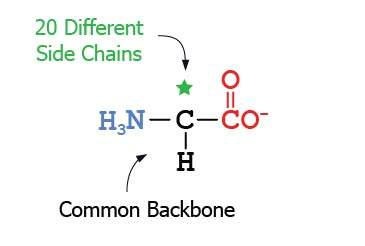 20 Different
Side Chains
O
H₃N—C—CO⁻
H
Common Backbone